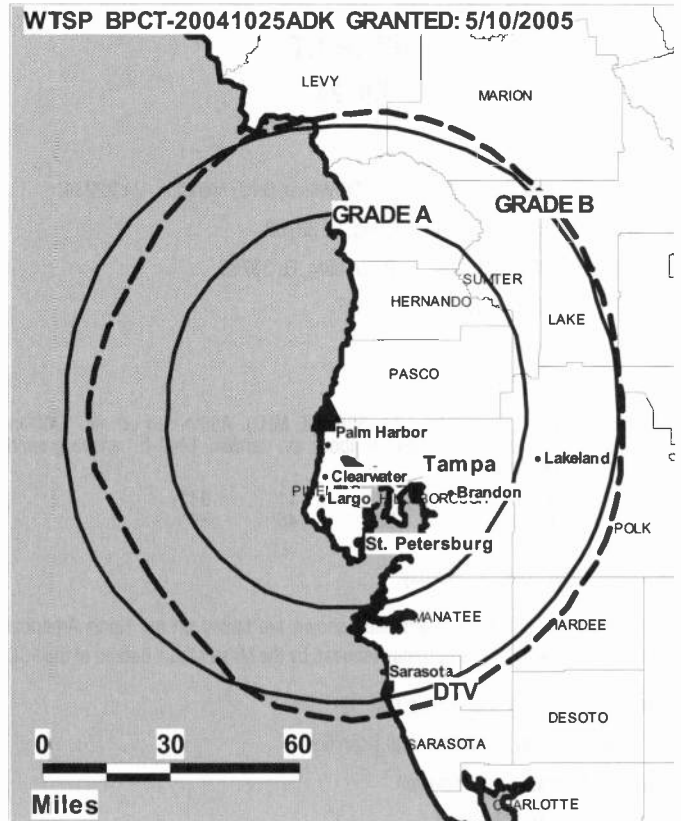 WTSP BPCT-20041025ADK GRANTED: 5/10/2005
LEVY
MARION
GRADE A
GRADE B
SUMTER
HERNANDO
LAKE
PASCO
Palm Harbor
Tampa
Lakeland
Clearwater
Largo
Brandon
POLK
St. Petersburg
MANATEE
HARDEE
Sarasota
DTV
DESOTO
SARASOTA
CHARLOTTE
0 30 60
Miles